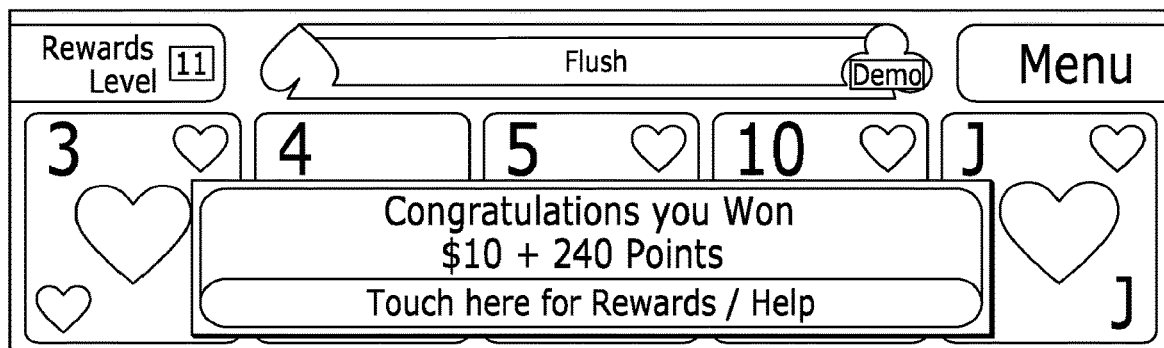 Rewards
Level 11
Flush
Demo
Menu
3
4
5
10
J
Congratulations you Won
$10 + 240 Points
Touch here for Rewards / Help
J